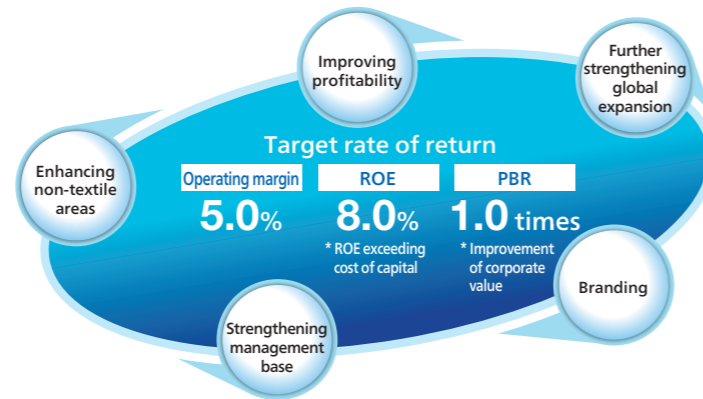 Improving
profitability
Further
strengthening
global
expansion
Enhancing
non-textile
areas
Target rate of return
Operating margin
5.0%
ROE
8.0%
* ROE exceeding
cost of capital
PBR
1.0 times
* Improvement
of corporate
value
Branding
Strengthening
management
base